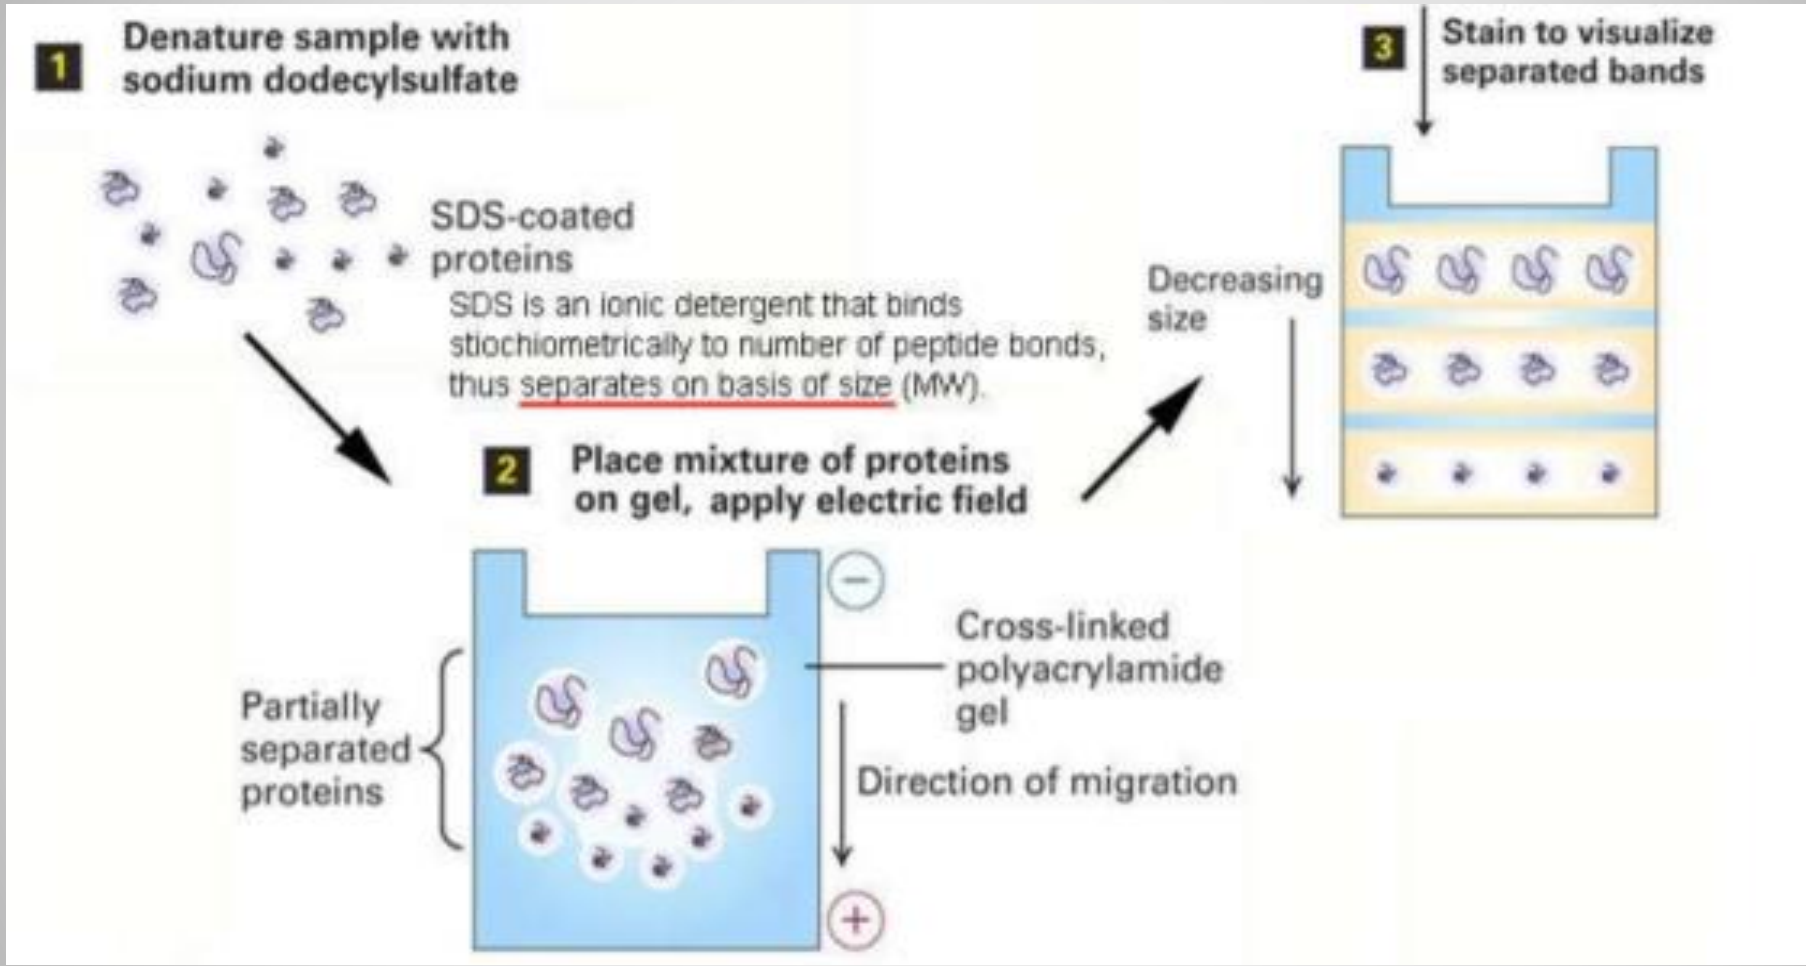 1
Denature sample with
sodium dodecylsulfate
SDS-coated
proteins
SDS is an ionic detergent that binds
stiochiometrically to number of peptide bonds,
thus separates on basis of size (MW).
2
Place mixture of proteins
on gel, apply electric field
Partially
separated
proteins
−
Cross-linked
polyacrylamide
gel
Direction of migration
+
3
Stain to visualize
separated bands
Decreasing
size